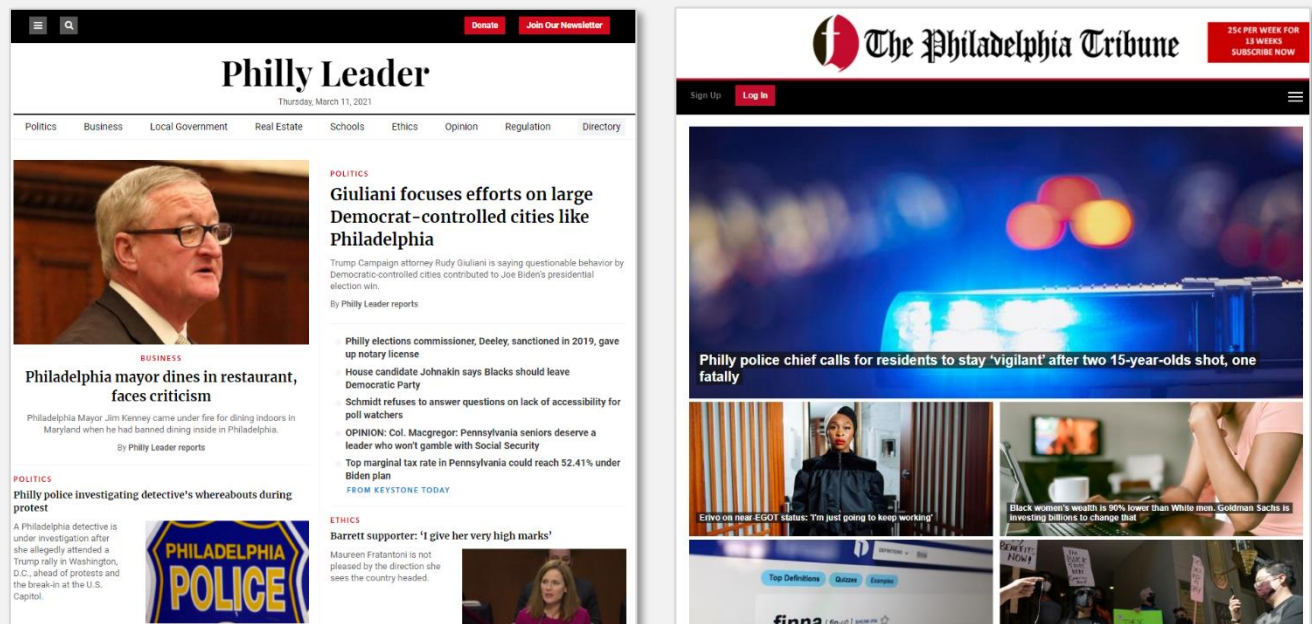 Donate
Join Our Newsletter
Philly Leader
Thursday, March 11, 2021
Politics
Business
Local Government
Real Estate
Schools
Ethics
Opinion
Regulation
Directory
BUSINESS
Philadelphia mayor dines in restaurant,
faces criticism
Philadelphia Mayor Jim Kenney came under fire for dining indoors in
Maryland when he had banned dining inside in Philadelphia.
By Philly Leader reports
POLITICS
Philly police investigating detective's whereabouts during
protest
A Philadelphia detective is
under investigation after
she allegedly attended a
Trump rally in Washington,
D.C., ahead of protests and
the break-in at the U.S.
Capitol.
PHILADELPHIA
POLICE
POLITICS
Giuliani focuses efforts on large
Democrat-controlled cities like
Philadelphia
Trump Campaign attorney Rudy Giuliani is saying questionable behavior by
Democratic-controlled cities contributed to Joe Biden's presidential
election win.
By Philly Leader reports
Philly elections commissioner, Deeley, sanctioned in 2019, gave
up notary license
House candidate Johnakin says Blacks should leave
Democratic Party
Schmidt refuses to answer questions on lack of accessibility for
poll watchers
OPINION: Col. Macgregor: Pennsylvania seniors deserve a
leader who won't gamble with Social Security
Top marginal tax rate in Pennsylvania could reach 52.41% under
Biden plan
FROM KEYSTONE TODAY
ETHICS
Barrett supporter: 'I give her very high marks'
Maureen Fratantoni is not
pleased by the direction she
sees the country headed.
The Philadelphia Tribune
25¢ PER WEEK FOR
13 WEEKS
SUBSCRIBE NOW
Sign Up
Log In
Philly police chief calls for residents to stay 'vigilant' after two 15-year-olds shot, one
fatally
Erivo on near-EGOT status: 'I'm just going to keep working'
Black women's wealth is 90% lower than White men. Goldman Sachs is
investing billions to change that
DEFINITIONS
Top Definitions
Quizzes
Examples
finna
BENEFITS
NOW!